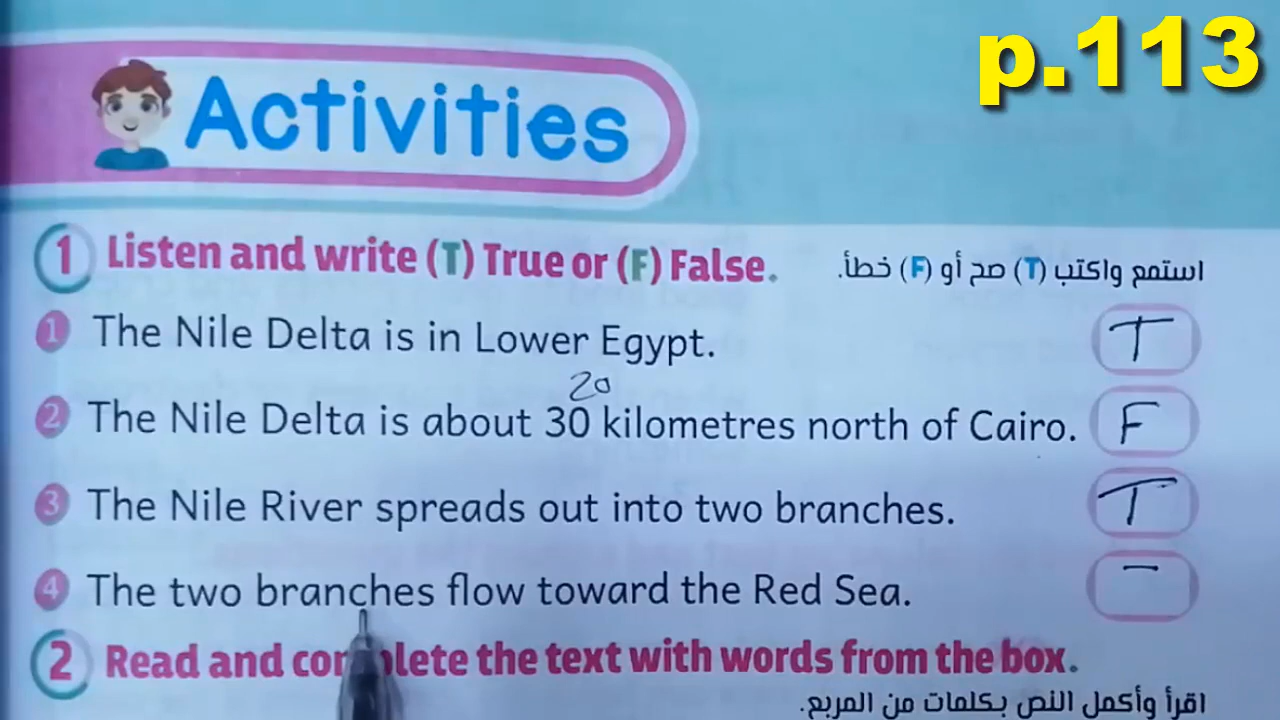 p.113
Activities
1 Listen and write (T) True or (F) False. استمع واكتب (T) صح أو (F) خطأ.
1 The Nile Delta is in Lower Egypt. T
20
2 The Nile Delta is about 30 kilometres north of Cairo. F
3 The Nile River spreads out into two branches. T
4 The two branches flow toward the Red Sea.
2 Read and complete the text with words from the box.
اقرأ وأكمل النص بكلمات من المربع.